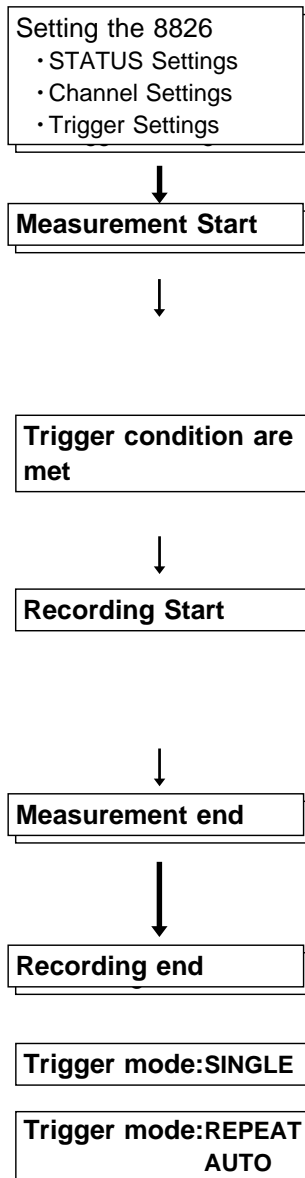 Setting the 8826
・STATUS Settings
・Channel Settings
・Trigger Settings
Measurement Start
Trigger condition are
met
Recording Start
Measurement end
Recording end
Trigger mode:SINGLE
Trigger mode:REPEAT
AUTO